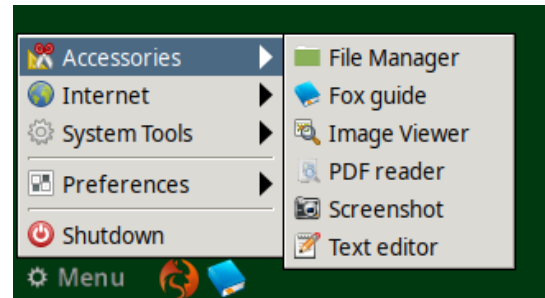 Accessories
Internet
System Tools
Preferences
Shutdown
File Manager
Fox guide
Image Viewer
PDF reader
Screenshot
Text editor
Menu